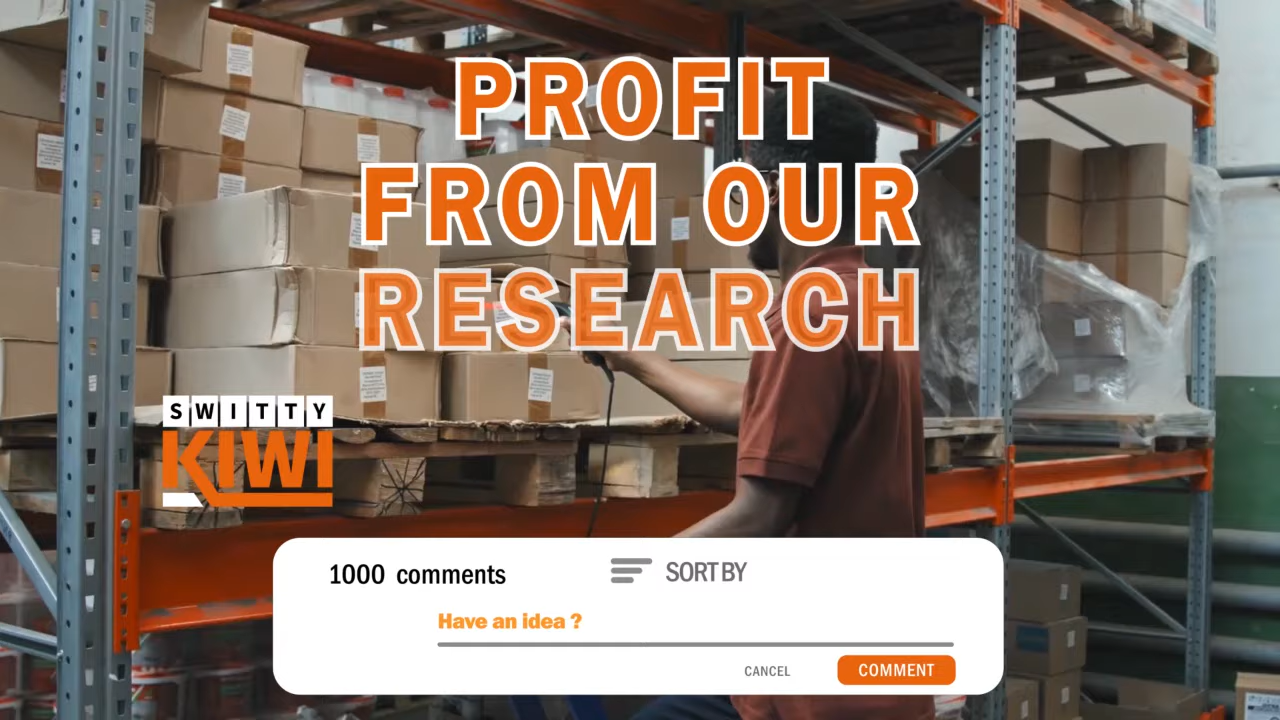 PROFIT
FROM OUR
RESEARCH
SWITTY
KIWI
1000 comments
SORT BY
Have an idea ?
CANCEL
COMMENT